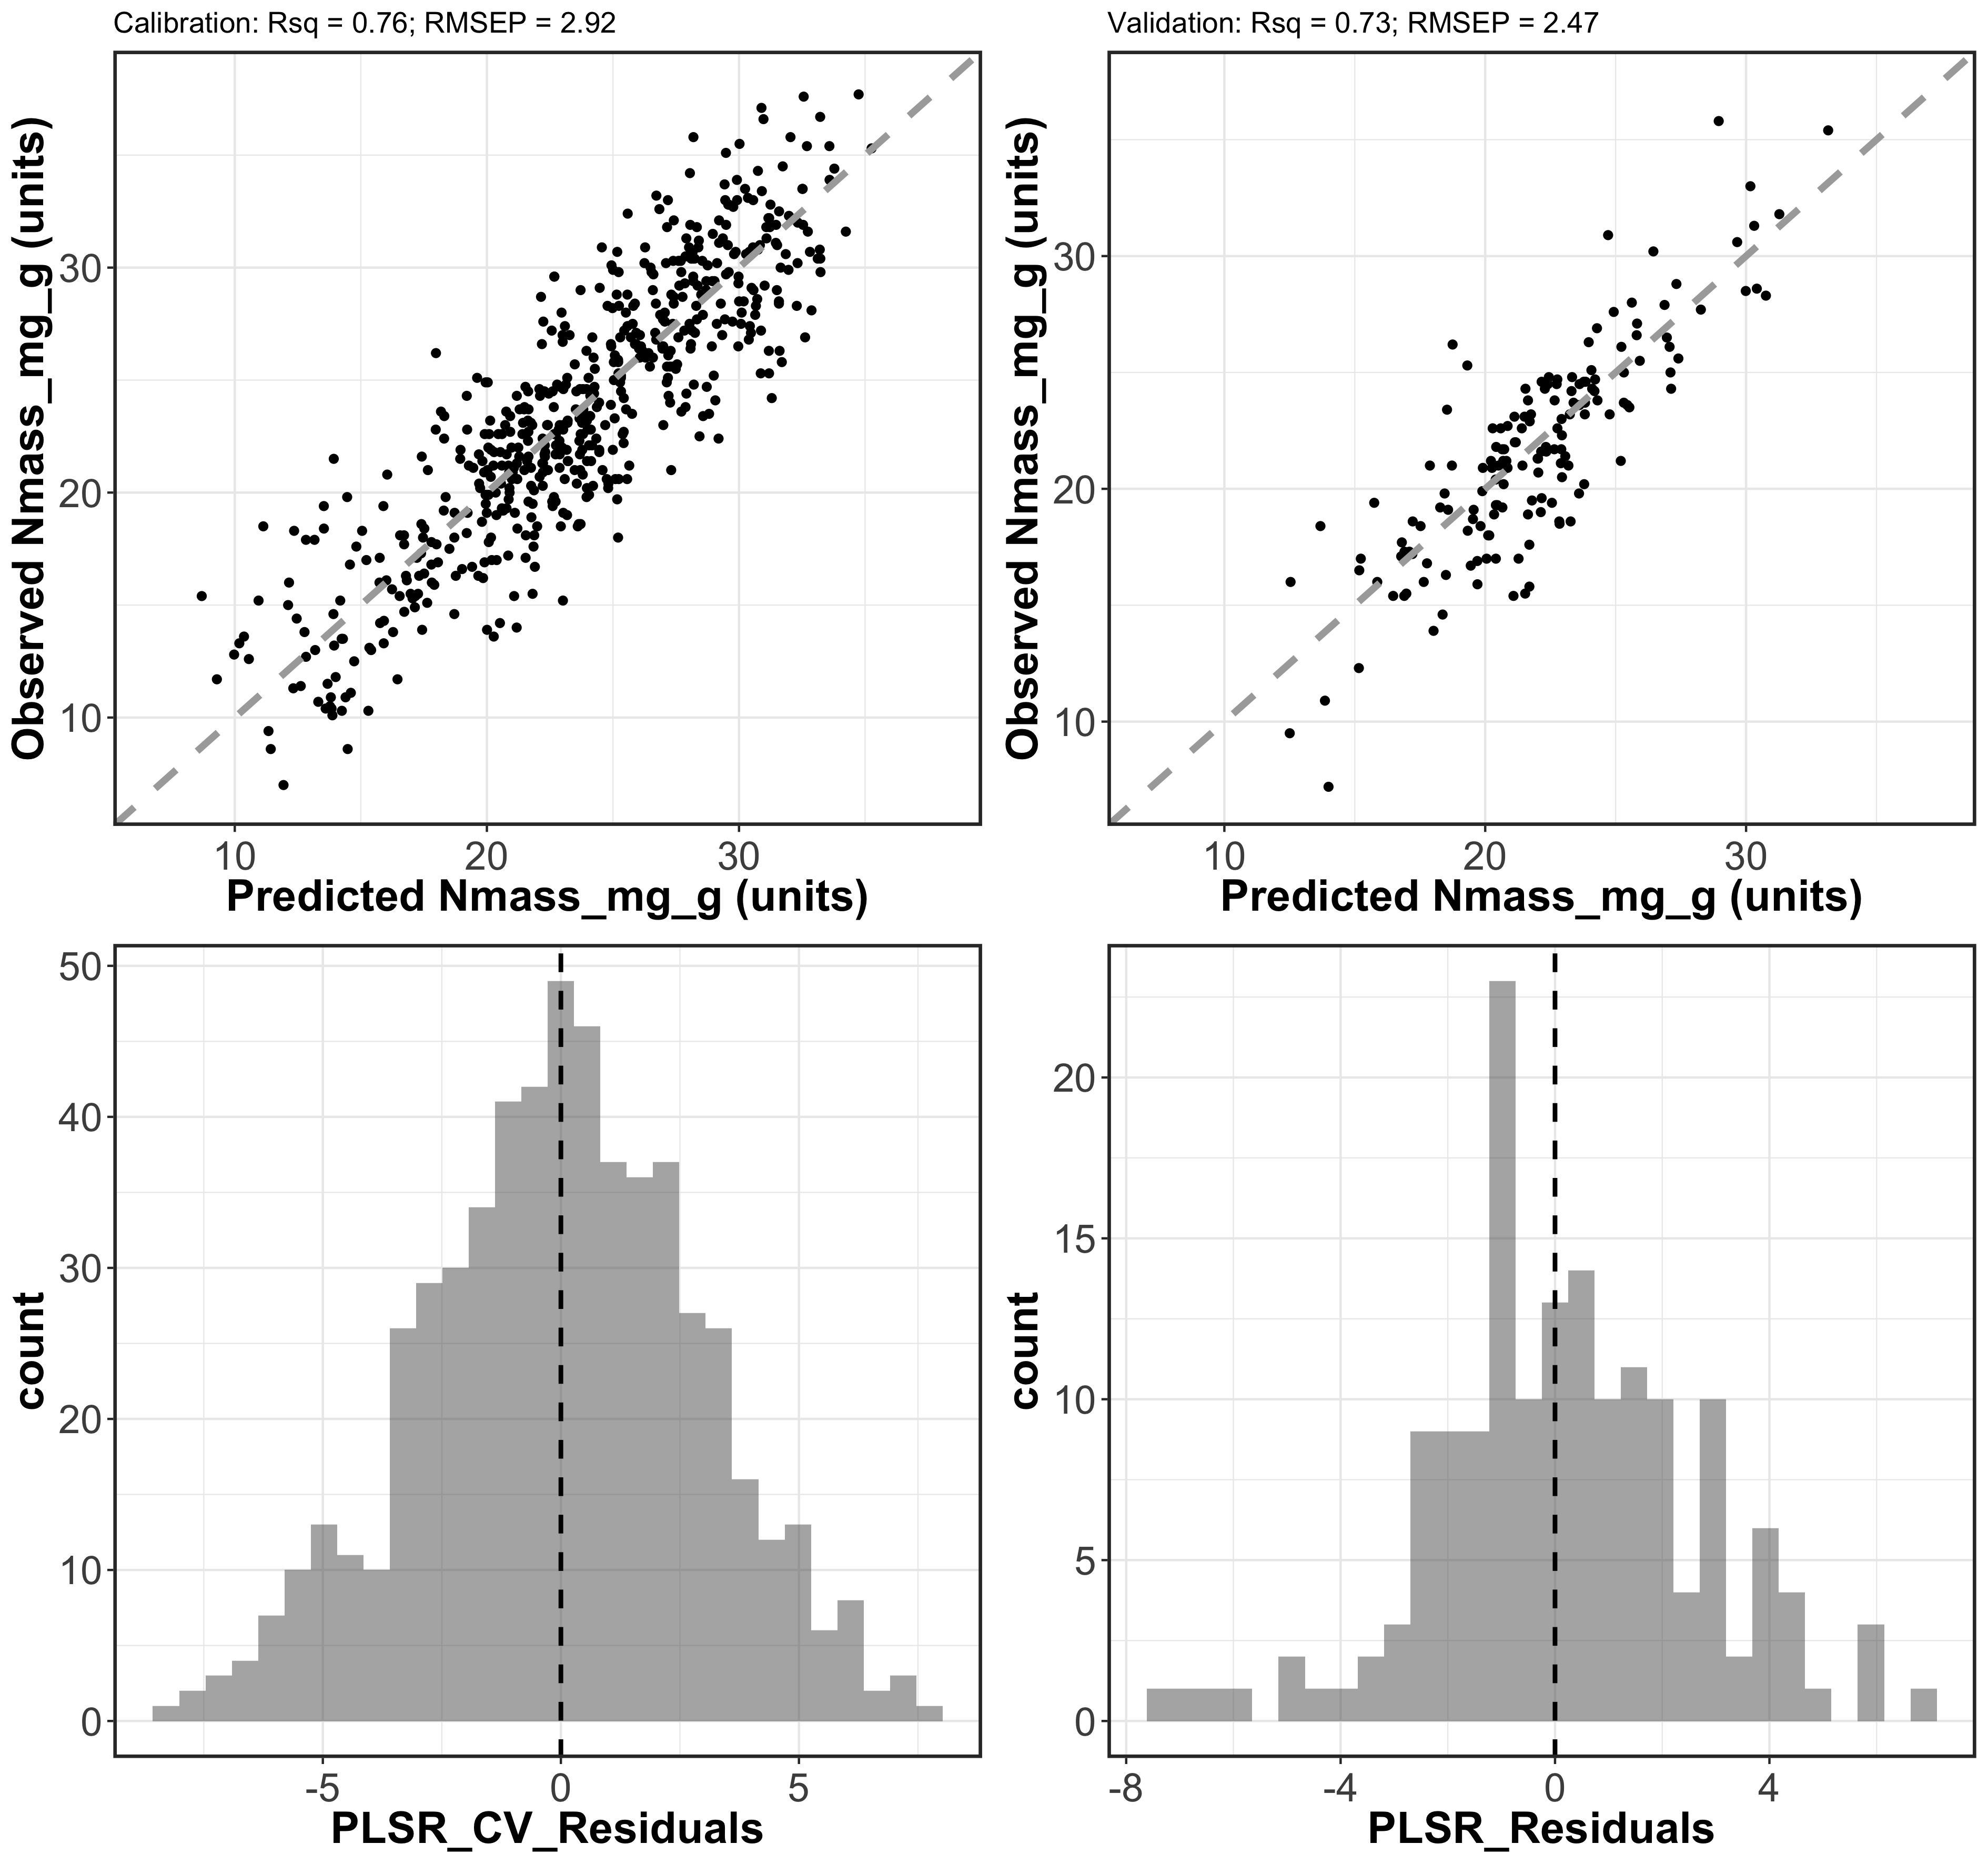 Calibration: Rsq = 0.76; RMSEP = 2.92
Observed Nmass_mg_g (units)
30
20
10
10 20 30
Predicted Nmass_mg_g (units)
Validation: Rsq = 0.73; RMSEP = 2.47
Observed Nmass_mg_g (units)
30
20
10
10 20 30
Predicted Nmass_mg_g (units)
count
50
40
30
20
10
0
-5 0 5
PLSR_CV_Residuals
count
20
15
10
5
0
-8 -4 0 4
PLSR_Residuals